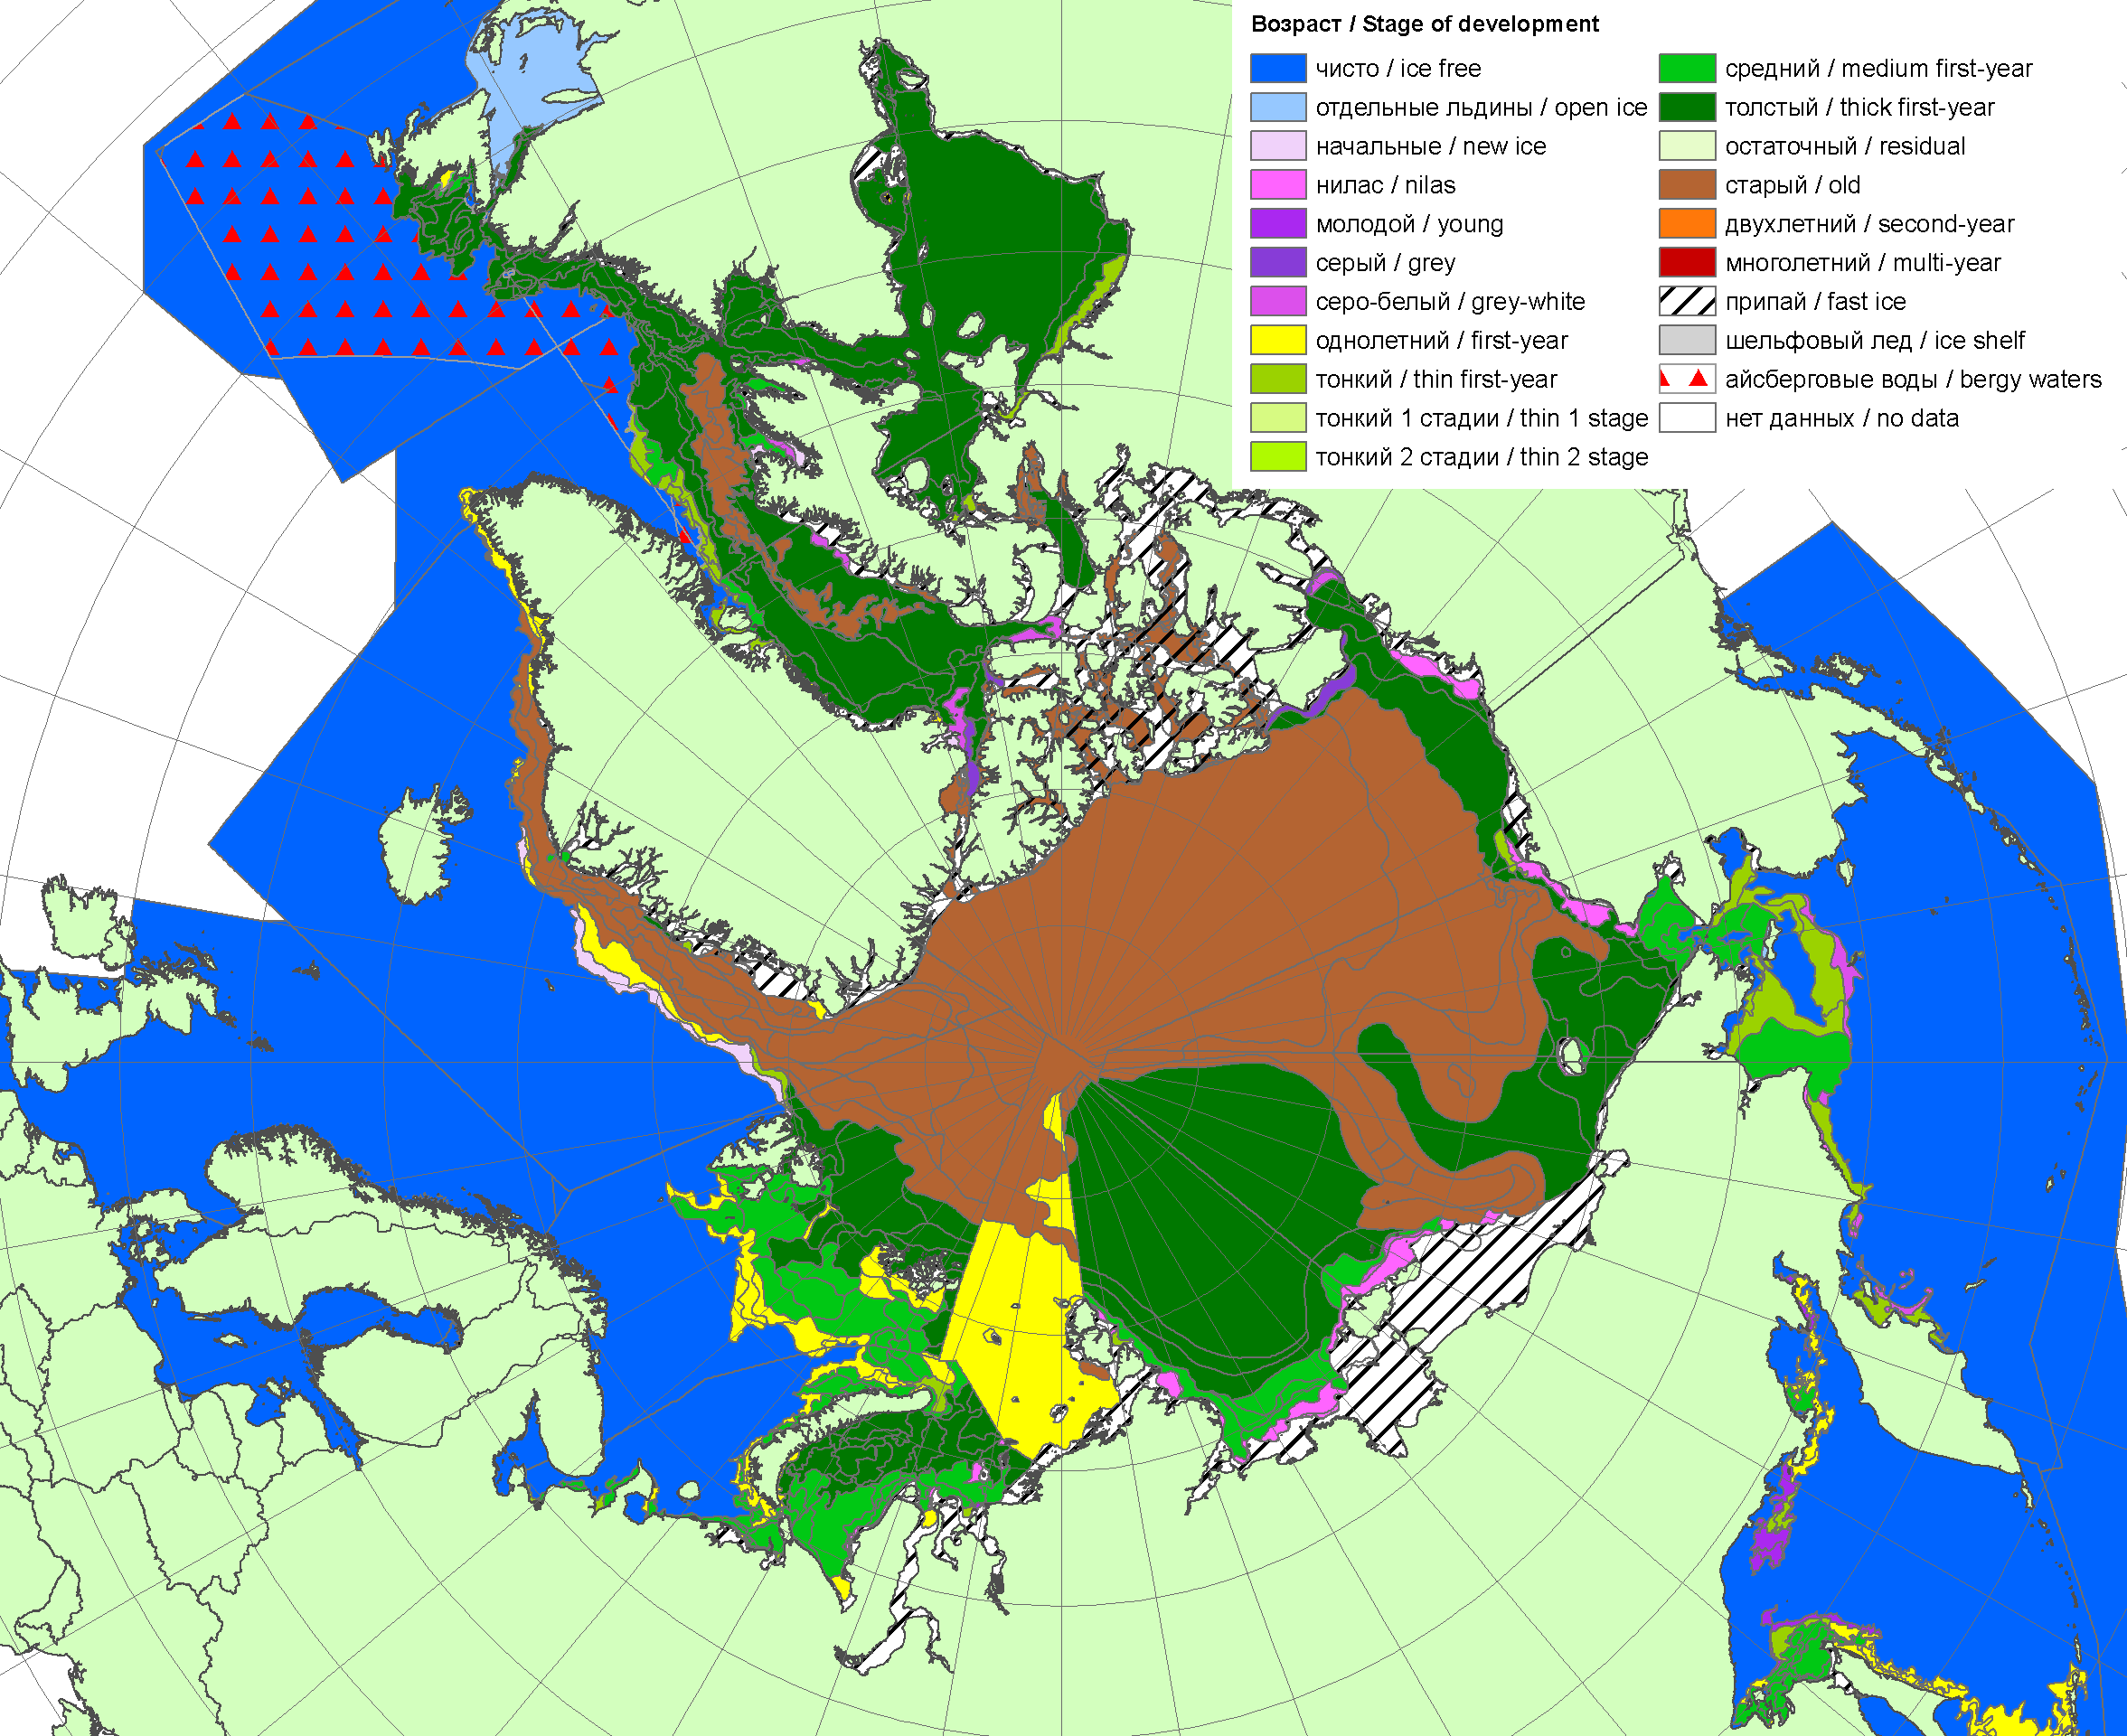 Возраст / Stage of development
чисто / ice free
отдельные льдины / open ice
начальные / new ice
нилас / nilas
молодой / young
серый / grey
серо-белый / grey-white
однолетний / first-year
тонкий / thin first-year
тонкий 1 стадии / thin 1 stage
тонкий 2 стадии / thin 2 stage
средний / medium first-year
толстый / thick first-year
остаточный / residual
старый / old
двухлетний / second-year
многолетний / multi-year
припай / fast ice
шельфовый лед / ice shelf
айсберговые воды / bergy waters
нет данных / no data